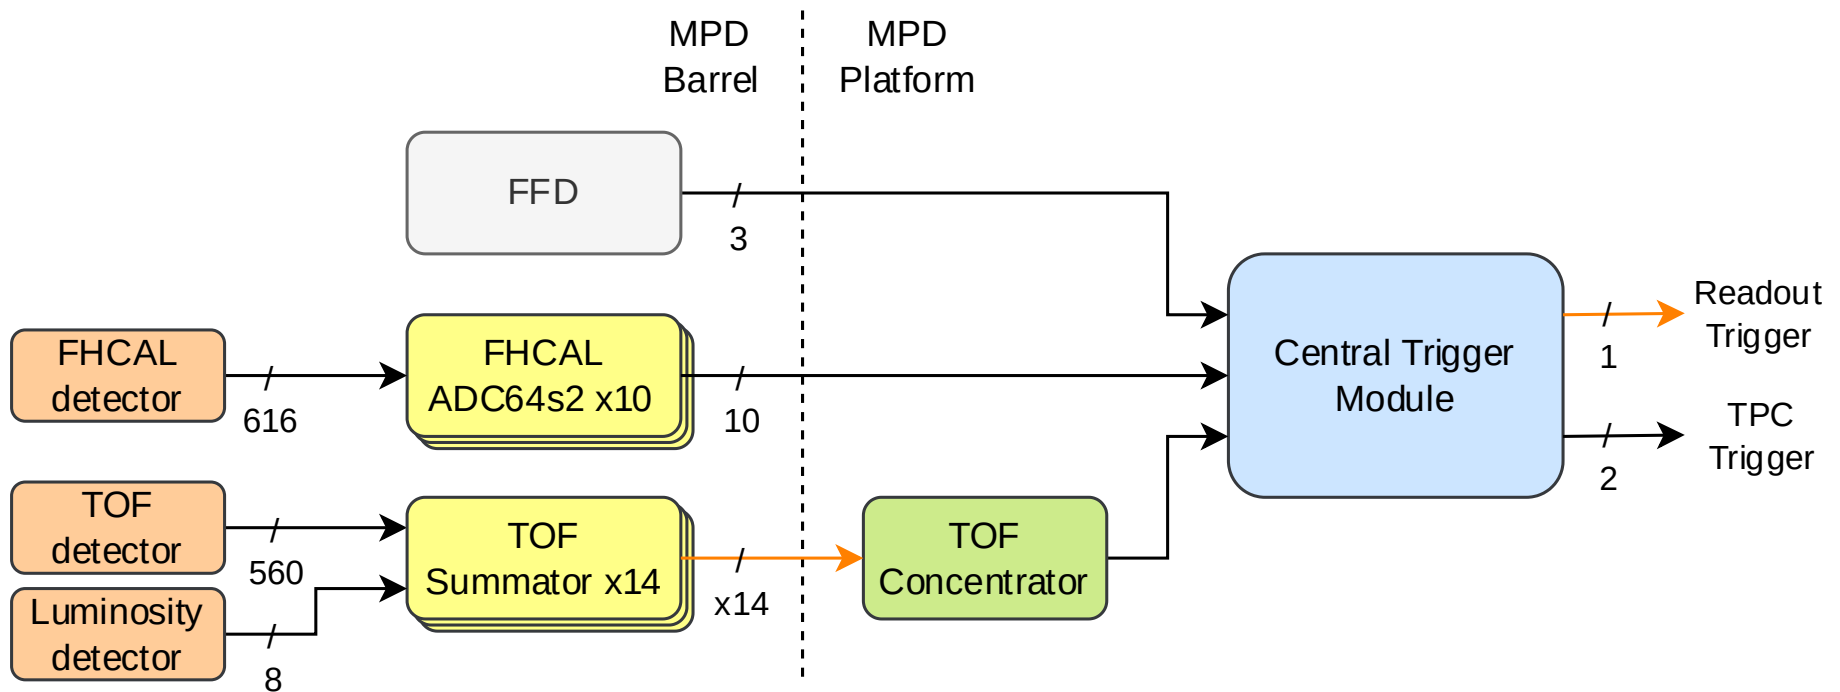 MPD
Barrel
MPD
Platform
FFD
/
3
FHCAL
detector
/
616
FHCAL
ADC64s2 x10
/
10
Central Trigger
Module
/
1
Readout
Trigger
/
2
TPC
Trigger
TOF
detector
/
560
Luminosity
detector
/
8
TOF
Summator x14
/
x14
TOF
Concentrator